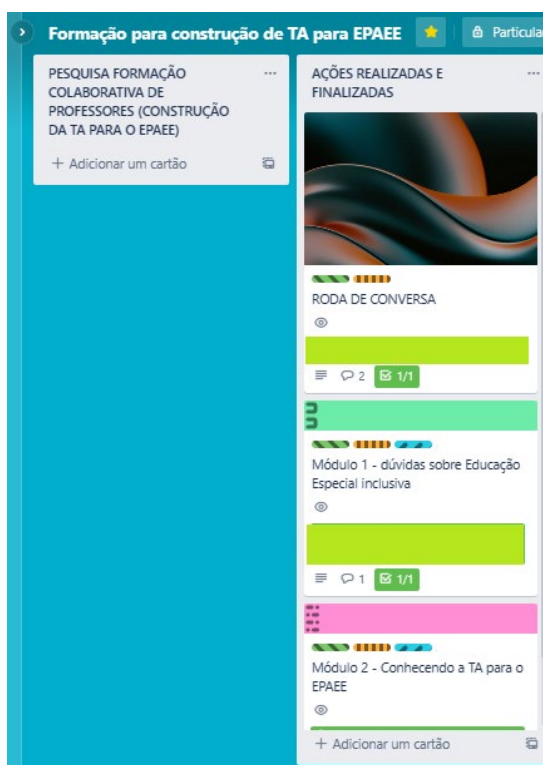 Formação para construção de TA para EPAEE
Particular
PESQUISA FORMAÇÃO
COLABORATIVA DE
PROFESSORES (CONSTRUÇÃO
DA TA PARA O EPAEE)
+ Adicionar um cartão
AÇÕES REALIZADAS E
FINALIZADAS
RODA DE CONVERSA
2
1/1
Módulo 1 - dúvidas sobre Educação
Especial inclusiva
1
1/1
Módulo 2 - Conhecendo a TA para o
EPAEE
+ Adicionar um cartão